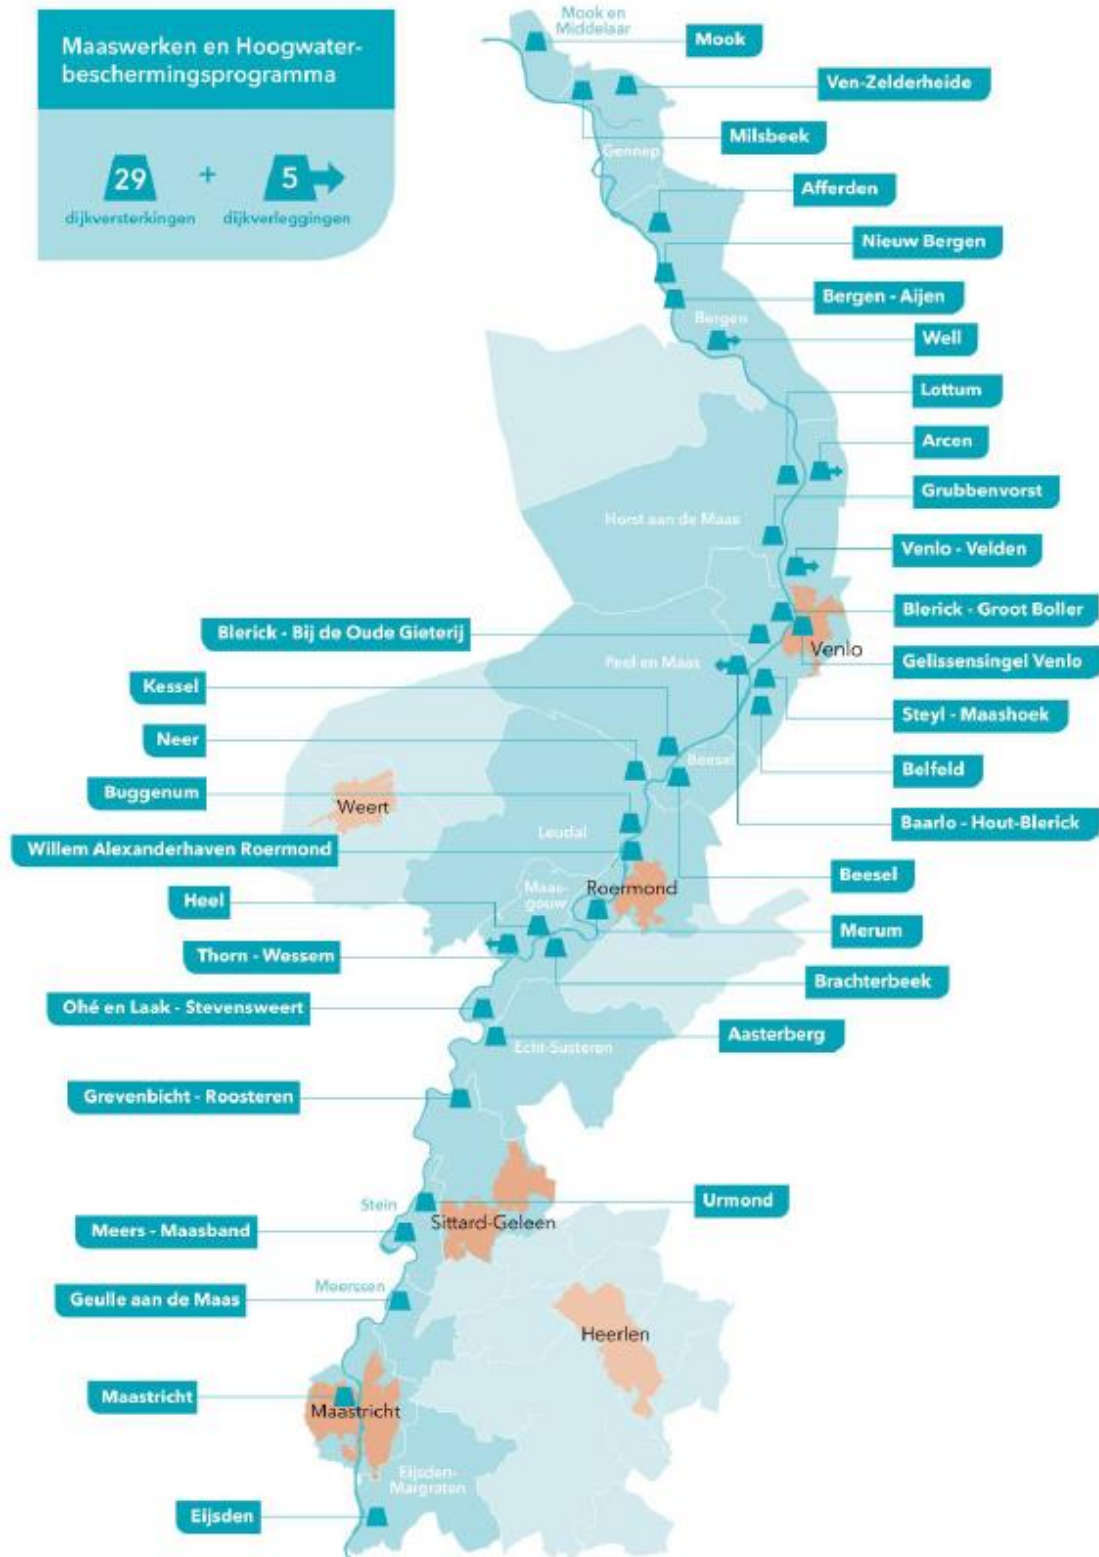 Maaswerken en Hoogwater-
beschermingsprogramma
29
+
5
dijkversterkingen
dijkverleggingen
Mook en
Middelaar
Mook
Ven-Zelderheide
Milsbeek
Gennep
Afferden
Nieuw Bergen
Bergen - Aijen
Bergen
Well
Lottum
Arcen
Grubbenvorst
Horst aan de Maas
Venlo - Velden
Blerick - Groot Boller
Blerick - Bij de Oude Gieterij
Venlo
Peel en Maas
Gelissensingel Venlo
Kessel
Steyl - Maashoek
Neer
Beesel
Belfeld
Buggenum
Weert
Baarlo - Hout-Blerick
Leudal
Willem Alexanderhaven Roermond
Beesel
Roermond
Maas-
gouw
Heel
Merum
Thorn - Wessem
Brachterbeek
Ohé en Laak - Stevensweert
Aasterberg
Echt-Susteren
Grevenbicht - Roosteren
Urmond
Stein
Sittard-Geleen
Meers - Maasband
Meerssen
Geulle aan de Maas
Heerlen
Maastricht
Maastricht
Eijsden-
Margraten
Eijsden